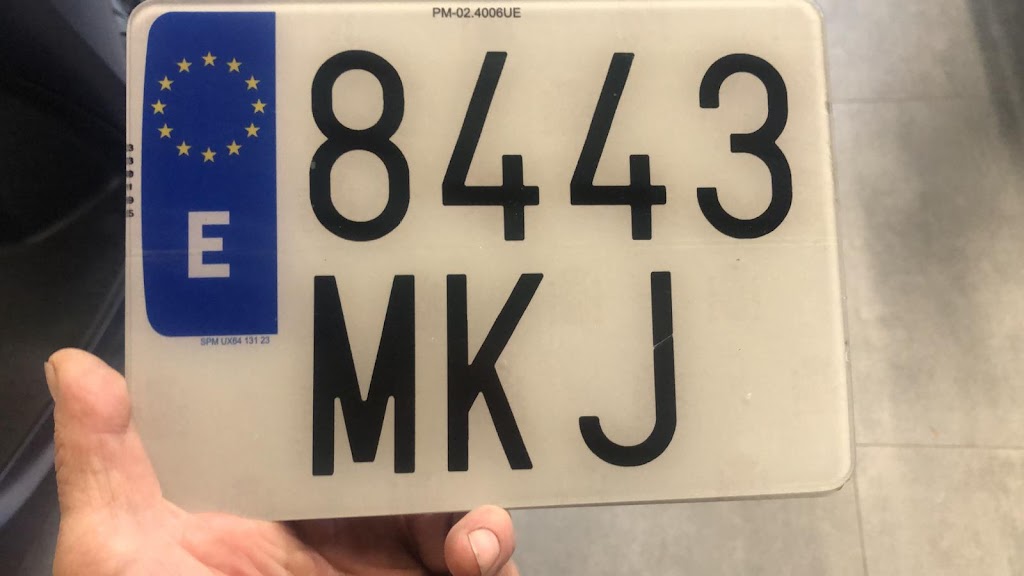 PM-02.4006UE
8443
E
MKJ
SPM UX64 131 23